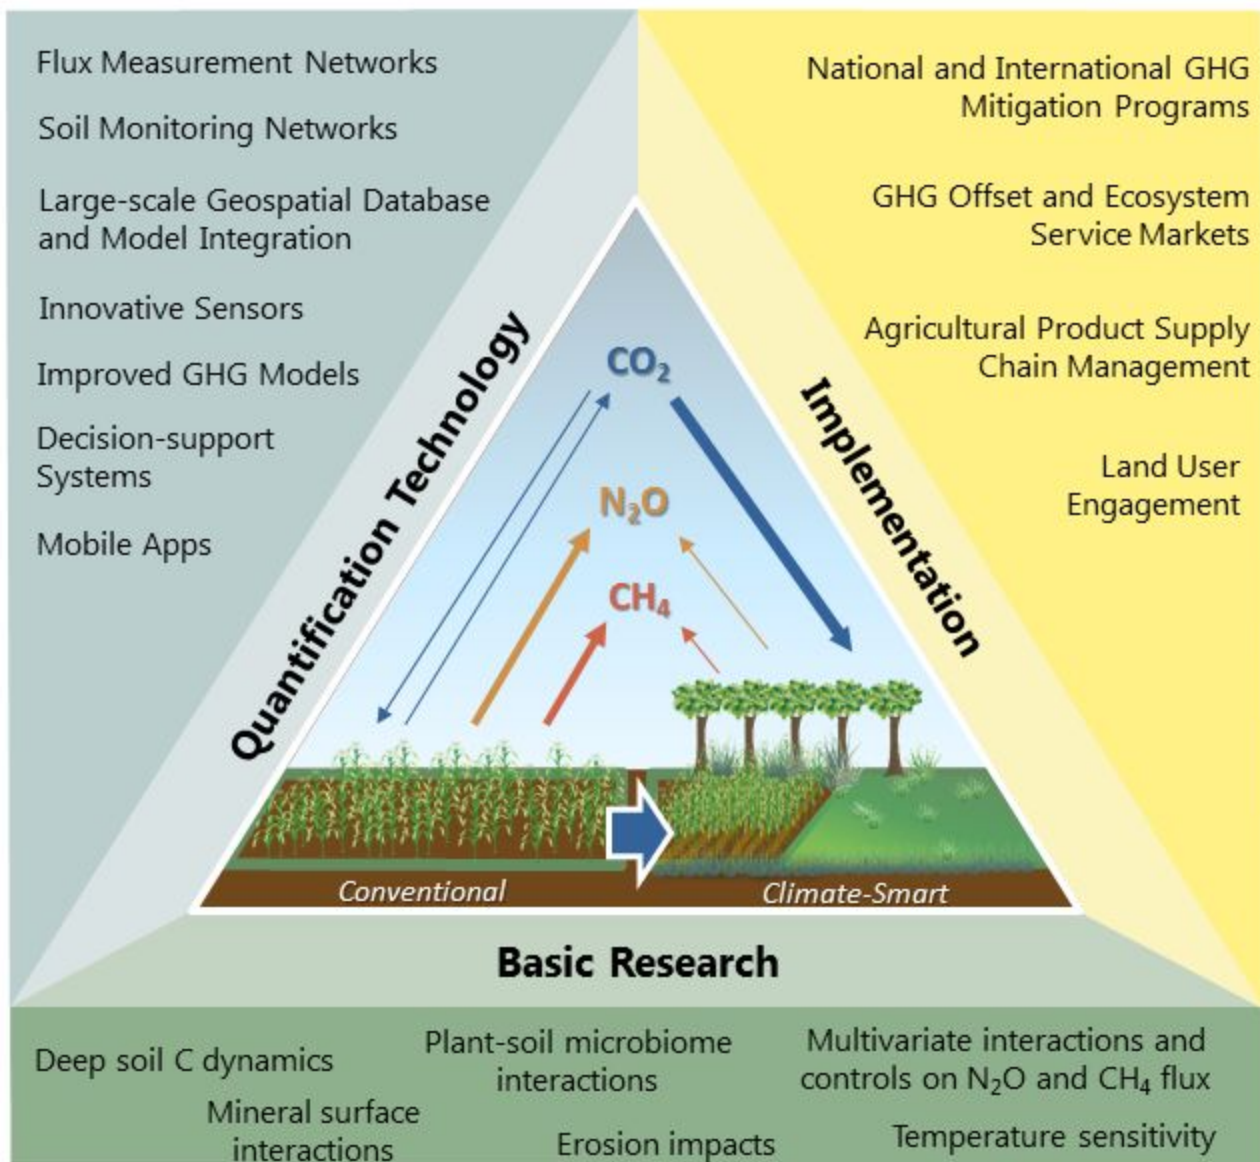 Flux Measurement Networks
Soil Monitoring Networks
Large-scale Geospatial Database
and Model Integration
Innovative Sensors
Improved GHG Models
Decision-support
Systems
Mobile Apps
Quantification Technology
National and International GHG
Mitigation Programs
GHG Offset and Ecosystem
Service Markets
Agricultural Product Supply
Chain Management
Land User
Engagement
Implementation
CO₂
N₂O
CH₄
Conventional
Climate-Smart
Basic Research
Deep soil C dynamics
Plant-soil microbiome
interactions
Multivariate interactions and
controls on N₂O and CH₄ flux
Mineral surface
interactions
Erosion impacts
Temperature sensitivity